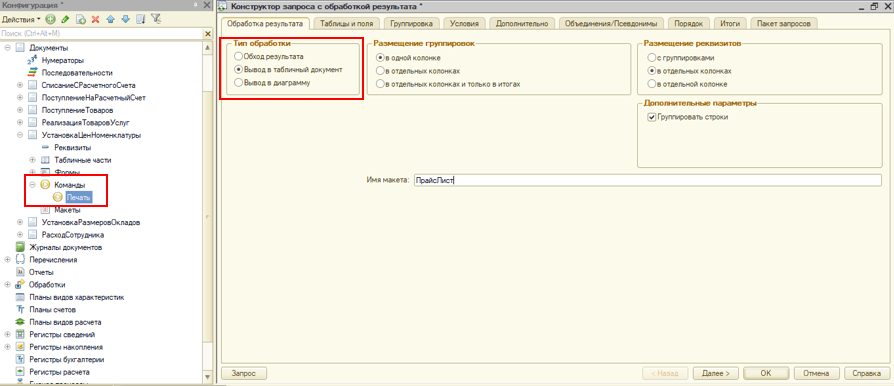 Конфигурация *
Действия
Поиск (Ctrl+Alt+M)
Документы
Нумераторы
Последовательности
СписаниеСРасчетногоСчета
ПоступлениеНаРасчетныйСчет
ПоступлениеТоваров
РеализацияТоваровУслуг
УстановкаЦенНоменклатуры
Реквизиты
Табличные части
Формы
Команды
Печать
Макеты
УстановкаРазмеровОкладов
РасходСотрудника
Журналы документов
Перечисления
Отчеты
Обработки
Планы видов характеристик
Планы счетов
Планы видов расчета
Регистры сведений
Регистры накопления
Регистры бухгалтерии
Регистры расчета
Конструктор запроса с обработкой результата *
Обработка результата
Таблицы и поля
Группировка
Условия
Дополнительно
Объединения/Псевдонимы
Порядок
Итоги
Пакет запросов
Тип обработки
Обход результата
Вывод в табличный документ
Вывод в диаграмму
Размещение группировок
в одной колонке
в отдельных колонках
в отдельных колонках и только в итогах
Размещение реквизитов
с группировками
в отдельных колонках
в отдельной колонке
Дополнительные параметры
Группировать строки
Имя макета: ПрайсЛист
Запрос
< Назад
Далее >
OK
Отмена
Справка